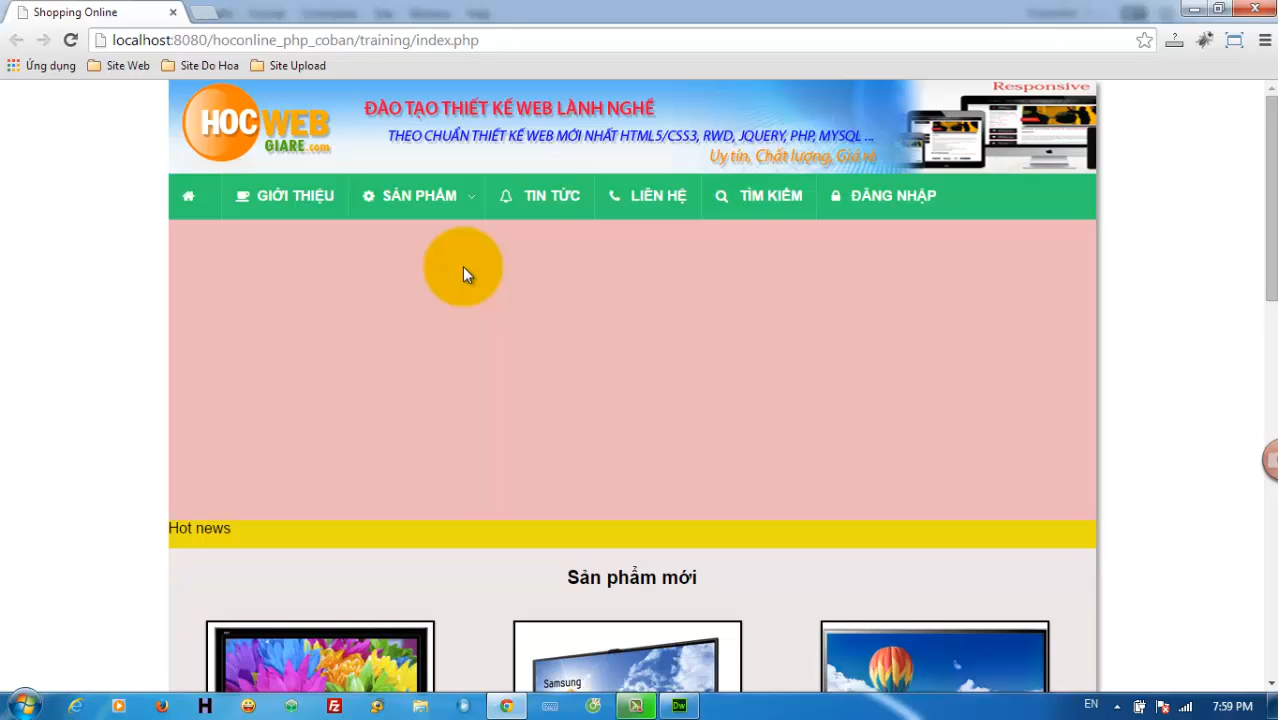 Shopping Online
localhost:8080/hoconline_php_coban/training/index.php
Ứng dụng Site Web Site Do Hoa Site Upload
HOCWEB
GIARE.com
ĐÀO TẠO THIẾT KẾ WEB LÀNH NGHỀ
THEO CHUẨN THIẾT KẾ WEB MỚI NHẤT HTML5/CSS3, RWD, JQUERY, PHP, MYSQL ...
Uy tín, Chất lượng, Giá rẻ
Responsive
GIỚI THIỆU SẢN PHẨM TIN TỨC LIÊN HỆ TÌM KIẾM ĐĂNG NHẬP
Hot news
Sản phẩm mới
Samsung
EN 7:59 PM